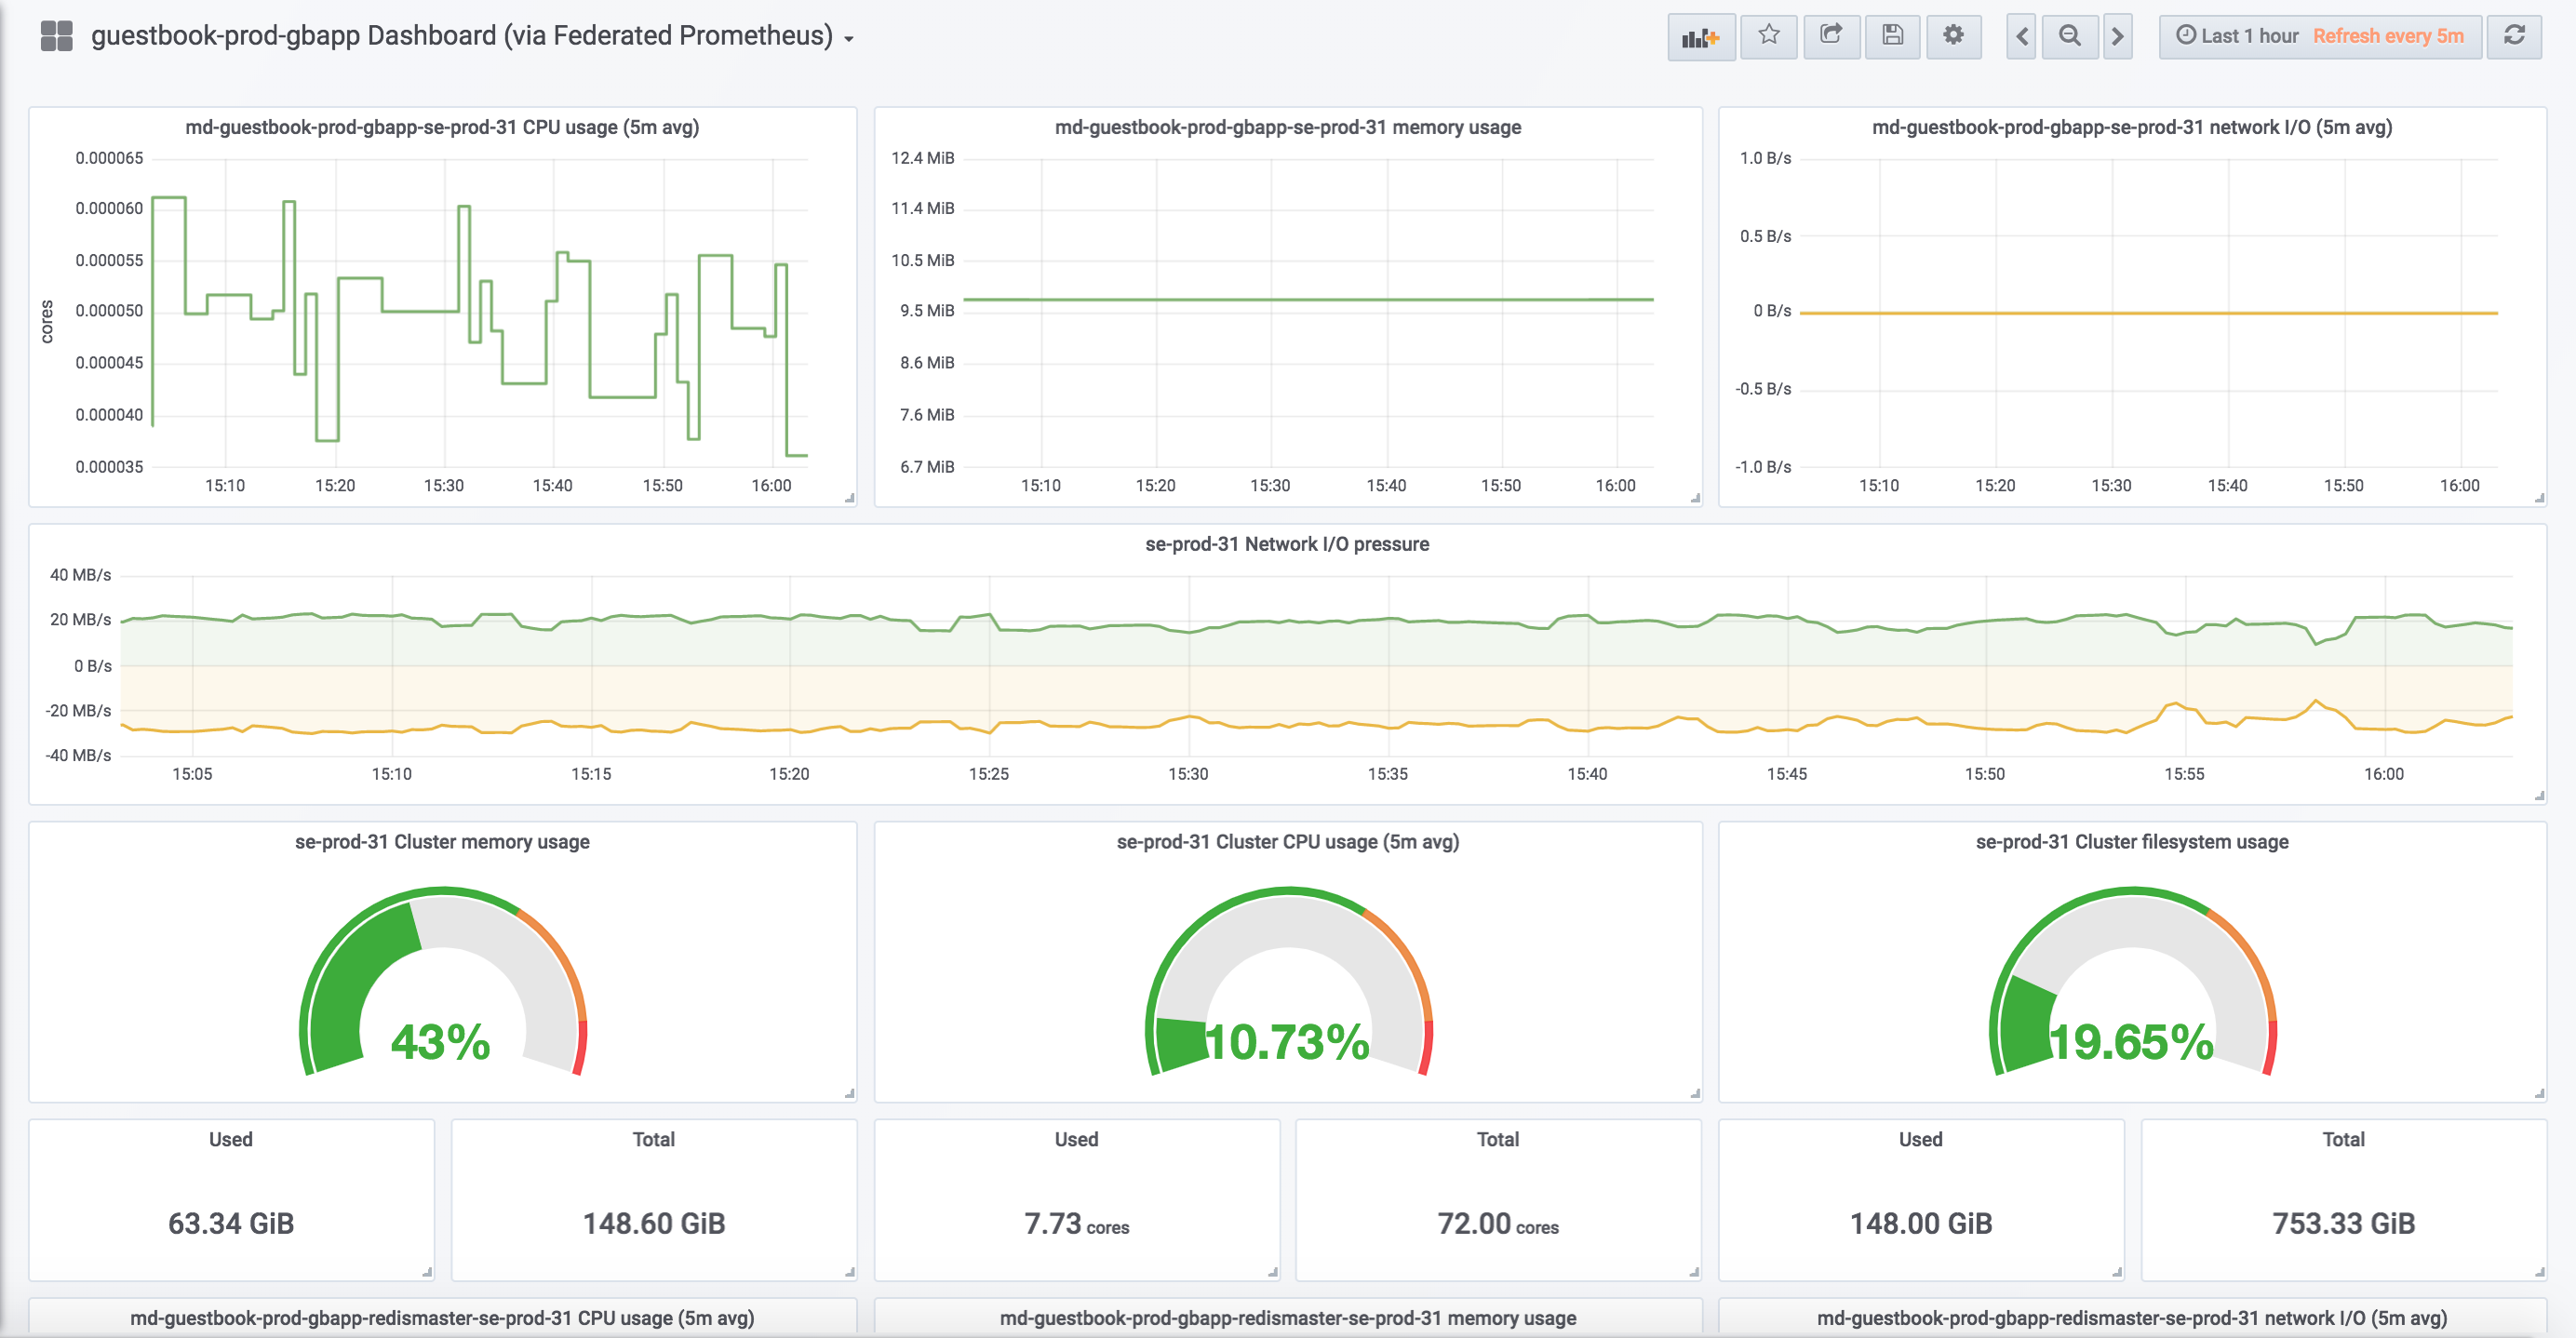 guestbook-prod-gbapp Dashboard (via Federated Prometheus)
Last 1 hour Refresh every 5m
md-guestbook-prod-gbapp-se-prod-31 CPU usage (5m avg)
0.000065
0.000060
0.000055
0.000050
0.000045
0.000040
0.000035
cores
15:10 15:20 15:30 15:40 15:50 16:00
md-guestbook-prod-gbapp-se-prod-31 memory usage
12.4 MiB
11.4 MiB
10.5 MiB
9.5 MiB
8.6 MiB
7.6 MiB
6.7 MiB
15:10 15:20 15:30 15:40 15:50 16:00
md-guestbook-prod-gbapp-se-prod-31 network I/O (5m avg)
1.0 B/s
0.5 B/s
0 B/s
-0.5 B/s
-1.0 B/s
15:10 15:20 15:30 15:40 15:50 16:00
se-prod-31 Network I/O pressure
40 MB/s
20 MB/s
0 B/s
-20 MB/s
-40 MB/s
15:05 15:10 15:15 15:20 15:25 15:30 15:35 15:40 15:45 15:50 15:55 16:00
se-prod-31 Cluster memory usage
43%
se-prod-31 Cluster CPU usage (5m avg)
10.73%
se-prod-31 Cluster filesystem usage
19.65%
Used
63.34 GiB
Total
148.60 GiB
Used
7.73 cores
Total
72.00 cores
Used
148.00 GiB
Total
753.33 GiB
md-guestbook-prod-gbapp-redismaster-se-prod-31 CPU usage (5m avg)
md-guestbook-prod-gbapp-redismaster-se-prod-31 memory usage
md-guestbook-prod-gbapp-redismaster-se-prod-31 network I/O (5m avg)